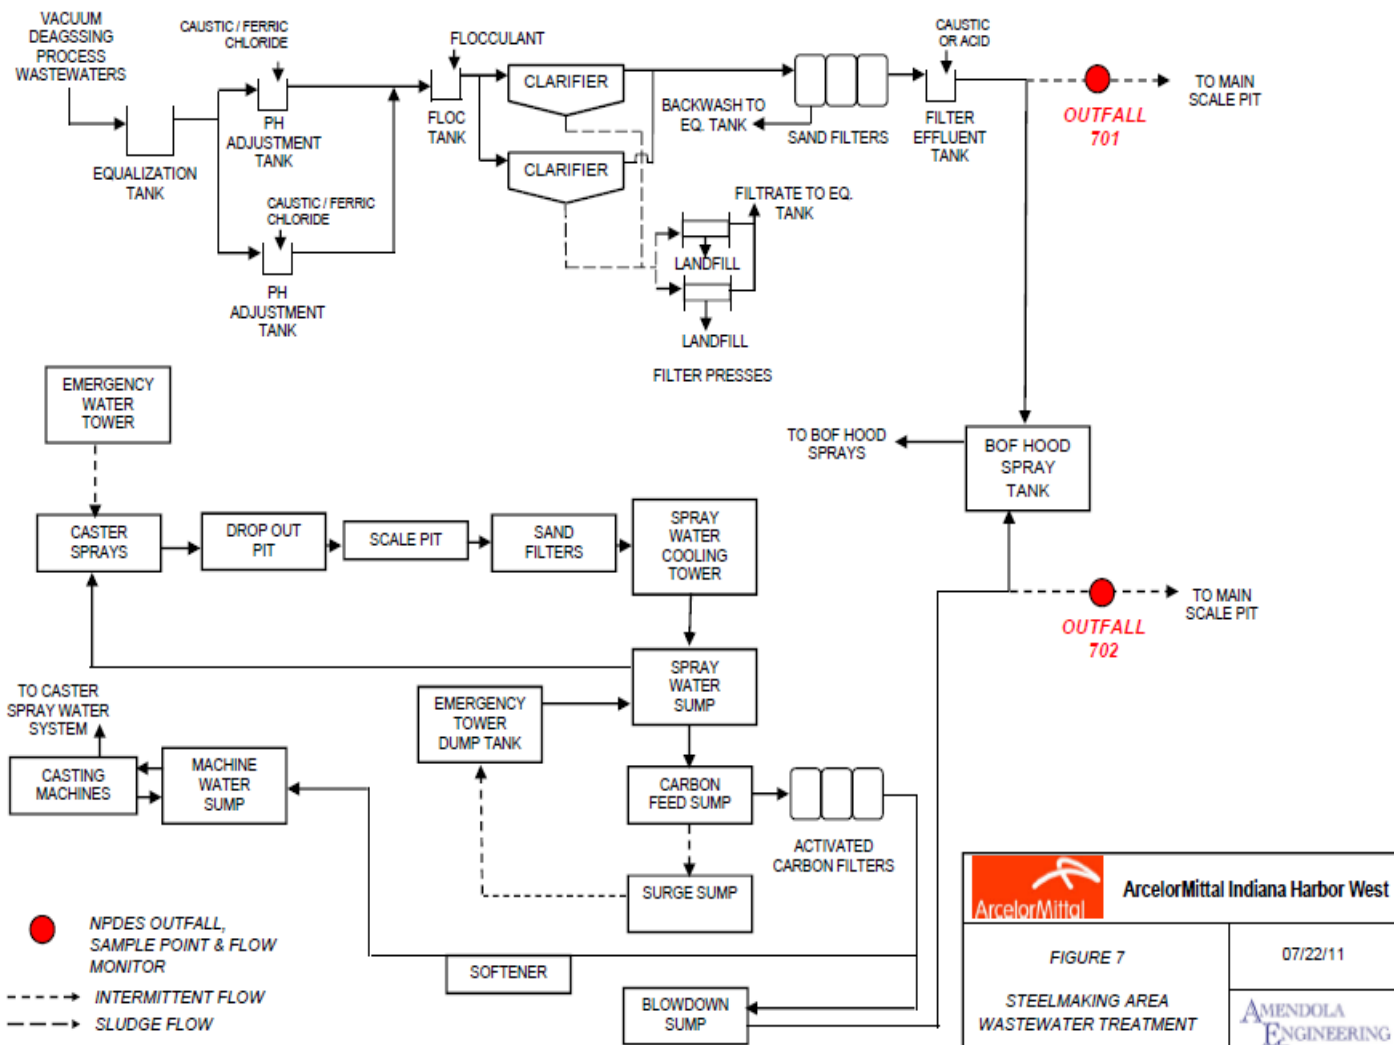 VACUUM
DEAGSSING
PROCESS
WASTEWATERS
EQUALIZATION
TANK
CAUSTIC / FERRIC
CHLORIDE
PH
ADJUSTMENT
TANK
CAUSTIC / FERRIC
CHLORIDE
PH
ADJUSTMENT
TANK
FLOCCULANT
FLOC
TANK
CLARIFIER
CLARIFIER
BACKWASH TO
EQ. TANK
SAND FILTERS
CAUSTIC
OR ACID
FILTER
EFFLUENT
TANK
OUTFALL
701
TO MAIN
SCALE PIT
FILTRATE TO EQ.
TANK
LANDFILL
LANDFILL
FILTER PRESSES
EMERGENCY
WATER
TOWER
TO BOF HOOD
SPRAYS
BOF HOOD
SPRAY
TANK
CASTER
SPRAYS
DROP OUT
PIT
SCALE PIT
SAND
FILTERS
SPRAY
WATER
COOLING
TOWER
OUTFALL
702
TO MAIN
SCALE PIT
SPRAY
WATER
SUMP
EMERGENCY
TOWER
DUMP TANK
TO CASTER
SPRAY WATER
SYSTEM
CASTING
MACHINES
MACHINE
WATER
SUMP
CARBON
FEED SUMP
ACTIVATED
CARBON FILTERS
SURGE SUMP
SOFTENER
BLOWDOWN
SUMP
NPDES OUTFALL,
SAMPLE POINT & FLOW
MONITOR
INTERMITTENT FLOW
SLUDGE FLOW
ArcelorMittal
ArcelorMittal Indiana Harbor West
FIGURE 7
07/22/11
STEELMAKING AREA
WASTEWATER TREATMENT
AMENDOLA
ENGINEERING